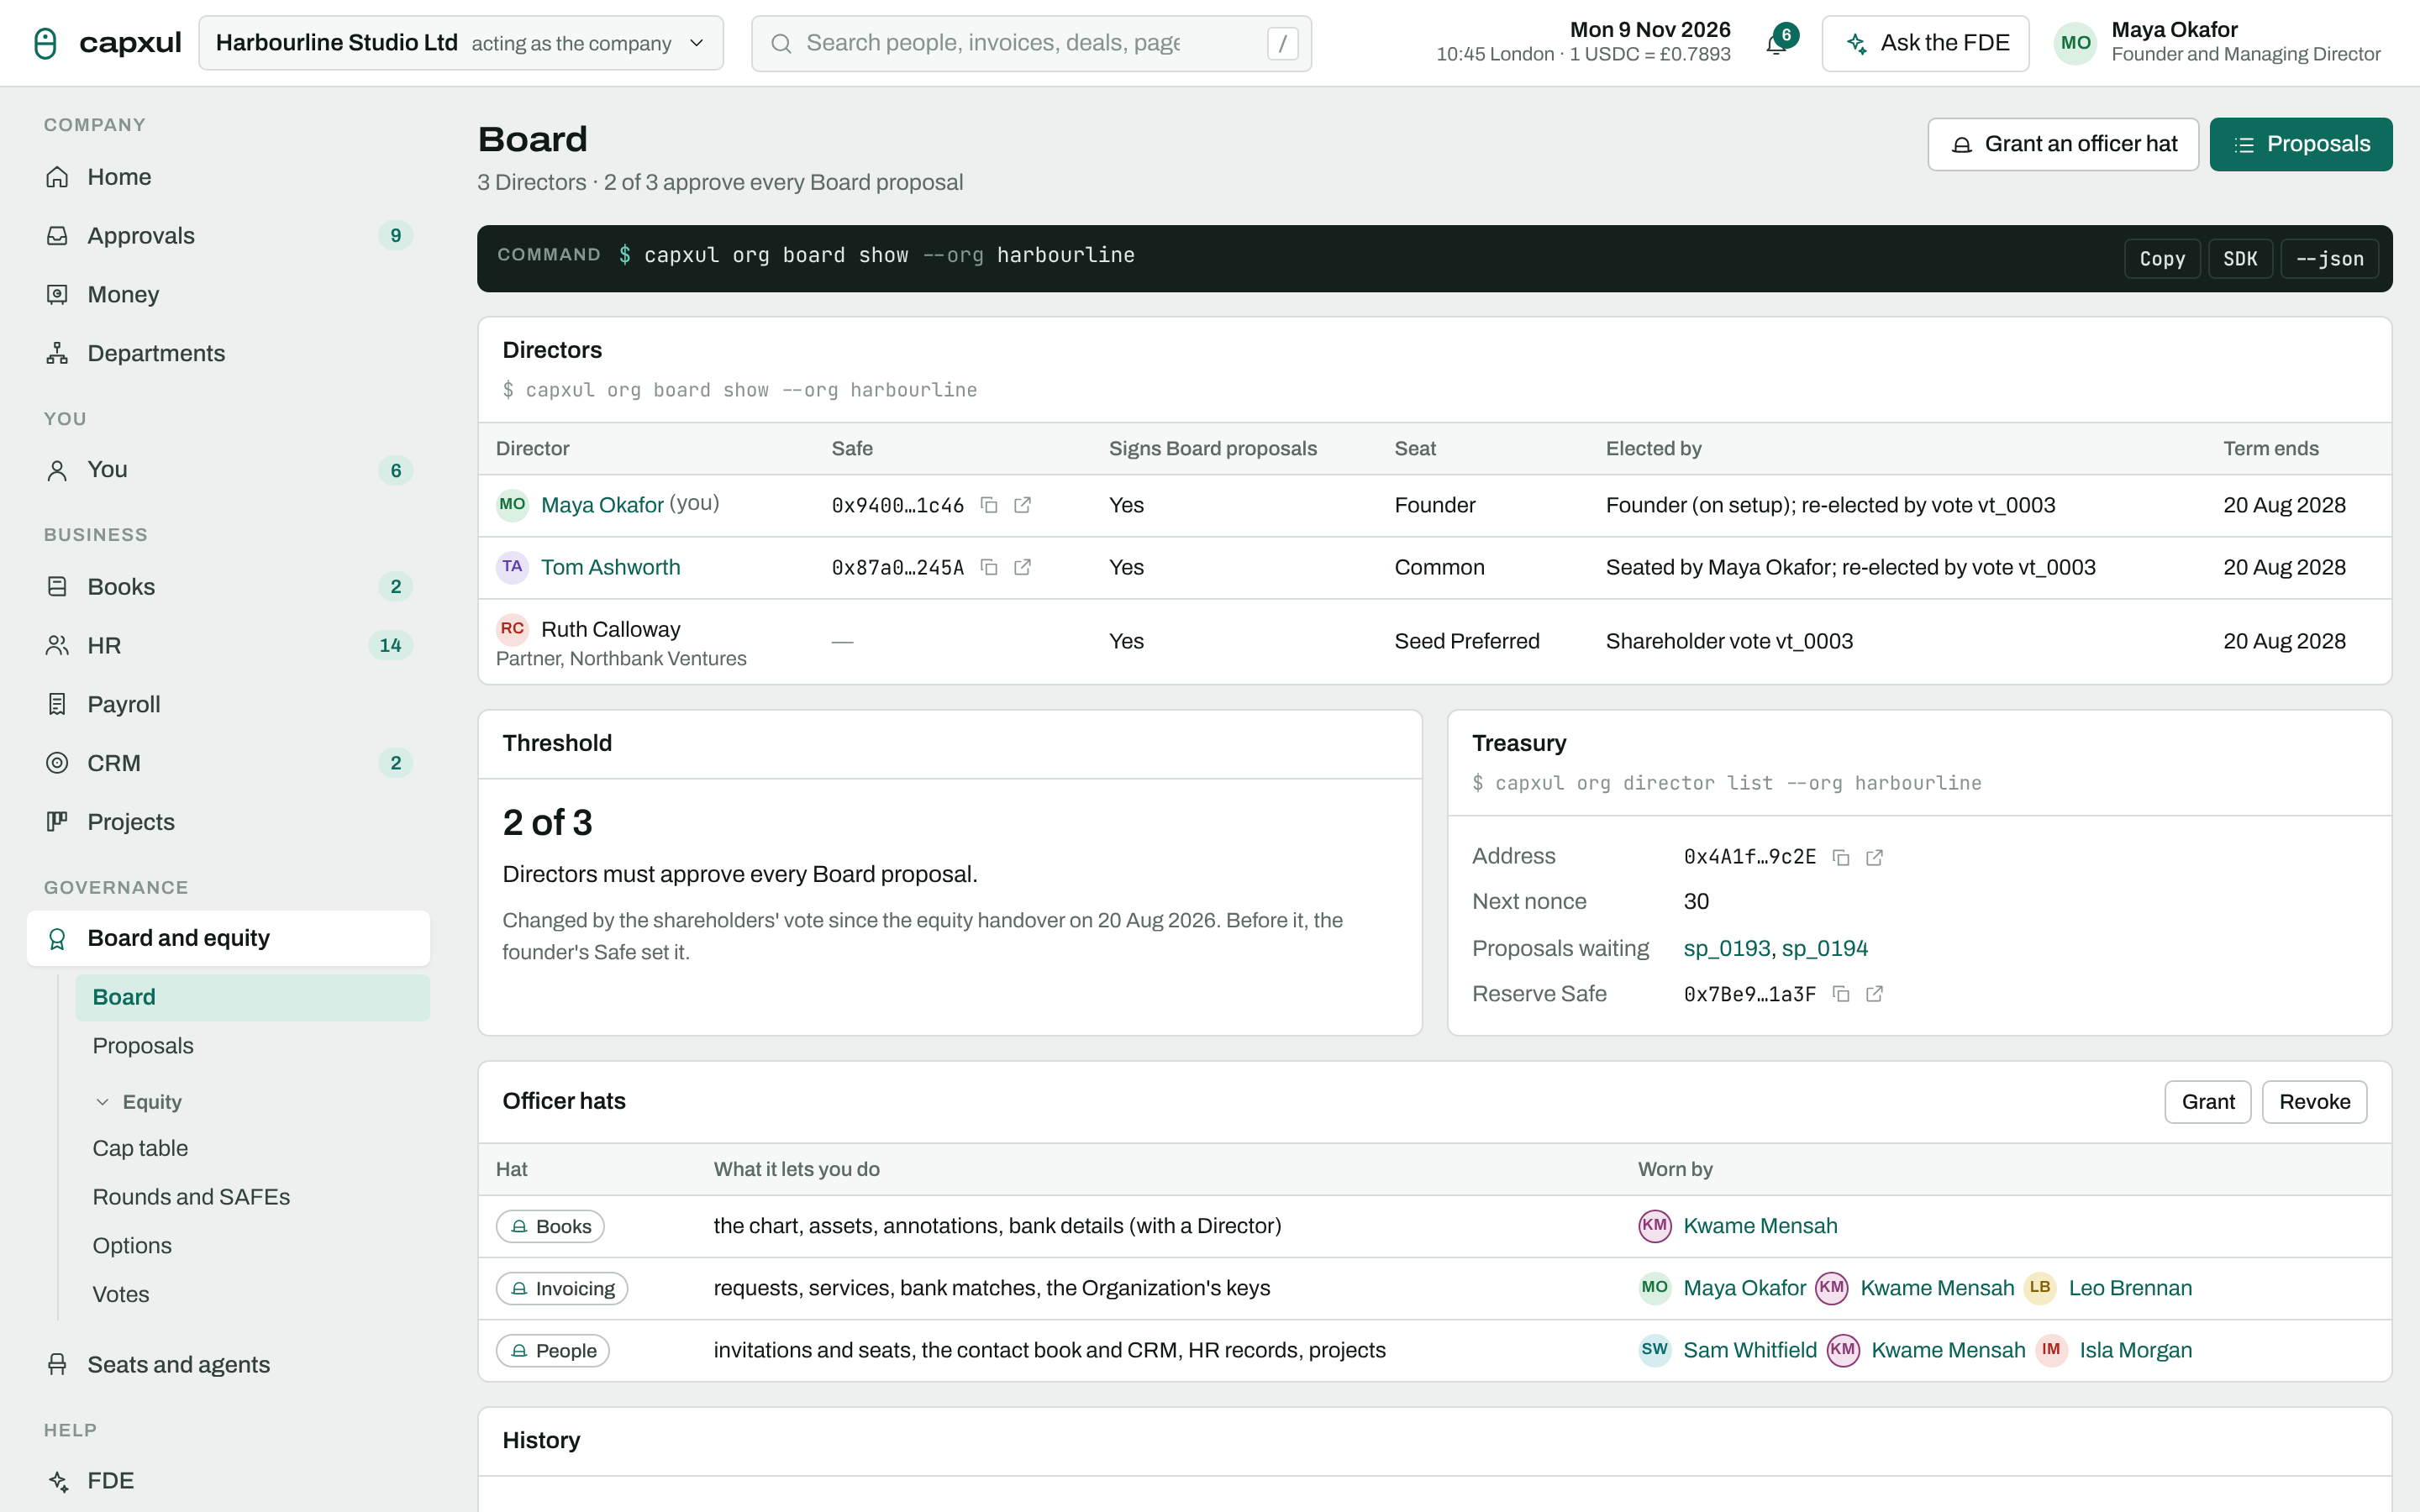 capxul
Harbourline Studio Ltd acting as the company
Search people, invoices, deals, page
/
Mon 9 Nov 2026
10:45 London · 1 USDC = £0.7893
6
Ask the FDE
MO
Maya Okafor
Founder and Managing Director
COMPANY
Home
Approvals 9
Money
Departments
YOU
You 6
BUSINESS
Books 2
HR 14
Payroll
CRM 2
Projects
GOVERNANCE
Board and equity
Board
Proposals
Equity
Cap table
Rounds and SAFEs
Options
Votes
Seats and agents
HELP
FDE
Board
3 Directors · 2 of 3 approve every Board proposal
Grant an officer hat
Proposals
COMMAND $ capxul org board show --org harbourline
Copy SDK --json
Directors
$ capxul org board show --org harbourline
Director Safe Signs Board proposals Seat Elected by Term ends
MO Maya Okafor (you) 0x9400…1c46 Yes Founder Founder (on setup); re-elected by vote vt_0003 20 Aug 2028
TA Tom Ashworth 0x87a0…245A Yes Common Seated by Maya Okafor; re-elected by vote vt_0003 20 Aug 2028
RC Ruth Calloway — Yes Seed Preferred Shareholder vote vt_0003 20 Aug 2028
Partner, Northbank Ventures
Threshold
2 of 3
Directors must approve every Board proposal.
Changed by the shareholders' vote since the equity handover on 20 Aug 2026. Before it, the
founder's Safe set it.
Treasury
$ capxul org director list --org harbourline
Address 0x4A1f…9c2E
Next nonce 30
Proposals waiting sp_0193, sp_0194
Reserve Safe 0x7Be9…1a3F
Officer hats
Grant Revoke
Hat What it lets you do Worn by
Books the chart, assets, annotations, bank details (with a Director) KM Kwame Mensah
Invoicing requests, services, bank matches, the Organization's keys MO Maya Okafor KM Kwame Mensah LB Leo Brennan
People invitations and seats, the contact book and CRM, HR records, projects SW Sam Whitfield KM Kwame Mensah IM Isla Morgan
History